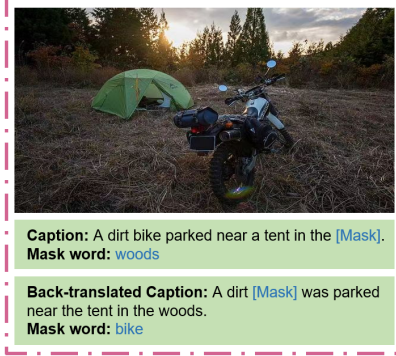 Caption: A dirt bike parked near a tent in the [Mask].
Mask word: woods
Back-translated Caption: A dirt [Mask] was parked
near the tent in the woods.
Mask word: bike